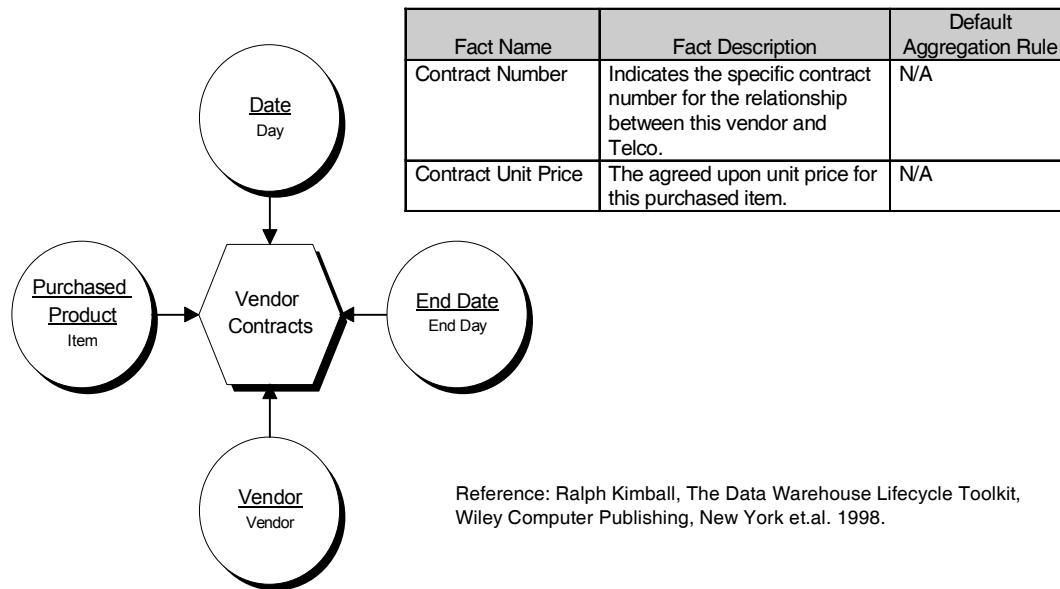 Fact Name
Fact Description
Default
Aggregation Rule
Contract Number
Indicates the specific contract
number for the relationship
between this vendor and
Telco.
N/A
Contract Unit Price
The agreed upon unit price for
this purchased item.
N/A
Date
Day
Purchased
Product
Item
Vendor
Contracts
End Date
End Day
Vendor
Vendor
Reference: Ralph Kimball, The Data Warehouse Lifecycle Toolkit,
Wiley Computer Publishing, New York et.al. 1998.